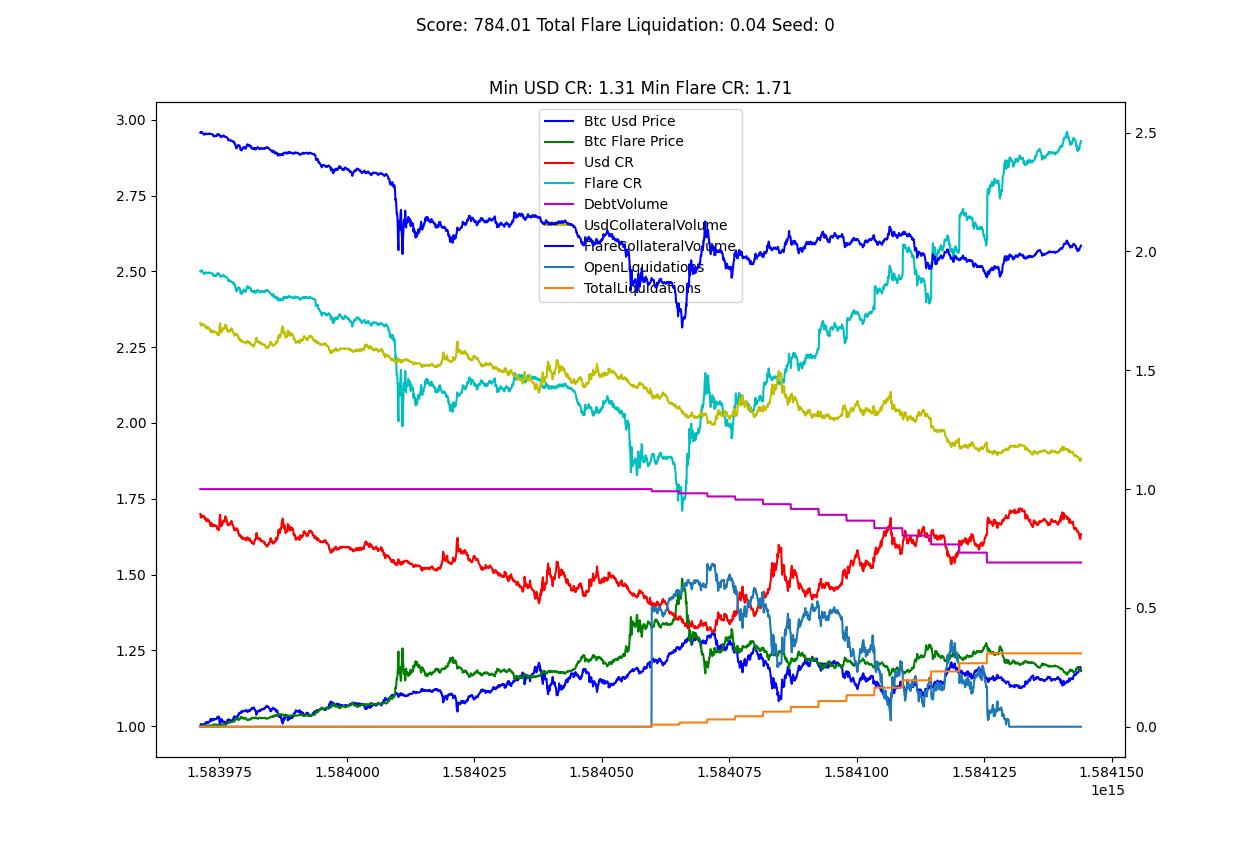 Score: 784.01 Total Flare Liquidation: 0.04 Seed: 0
Min USD CR: 1.31 Min Flare CR: 1.71
3.00
2.75
2.50
2.25
2.00
1.75
1.50
1.25
1.00
Btc Usd Price
Btc Flare Price
Usd CR
Flare CR
DebtVolume
UsdCollateralVolume
FlareCollateralVolume
OpenLiquidations
TotalLiquidations
2.5
2.0
1.5
1.0
0.5
0.0
1.583975 1.584000 1.584025 1.584050 1.584075 1.584100 1.584125 1.584150
1e15